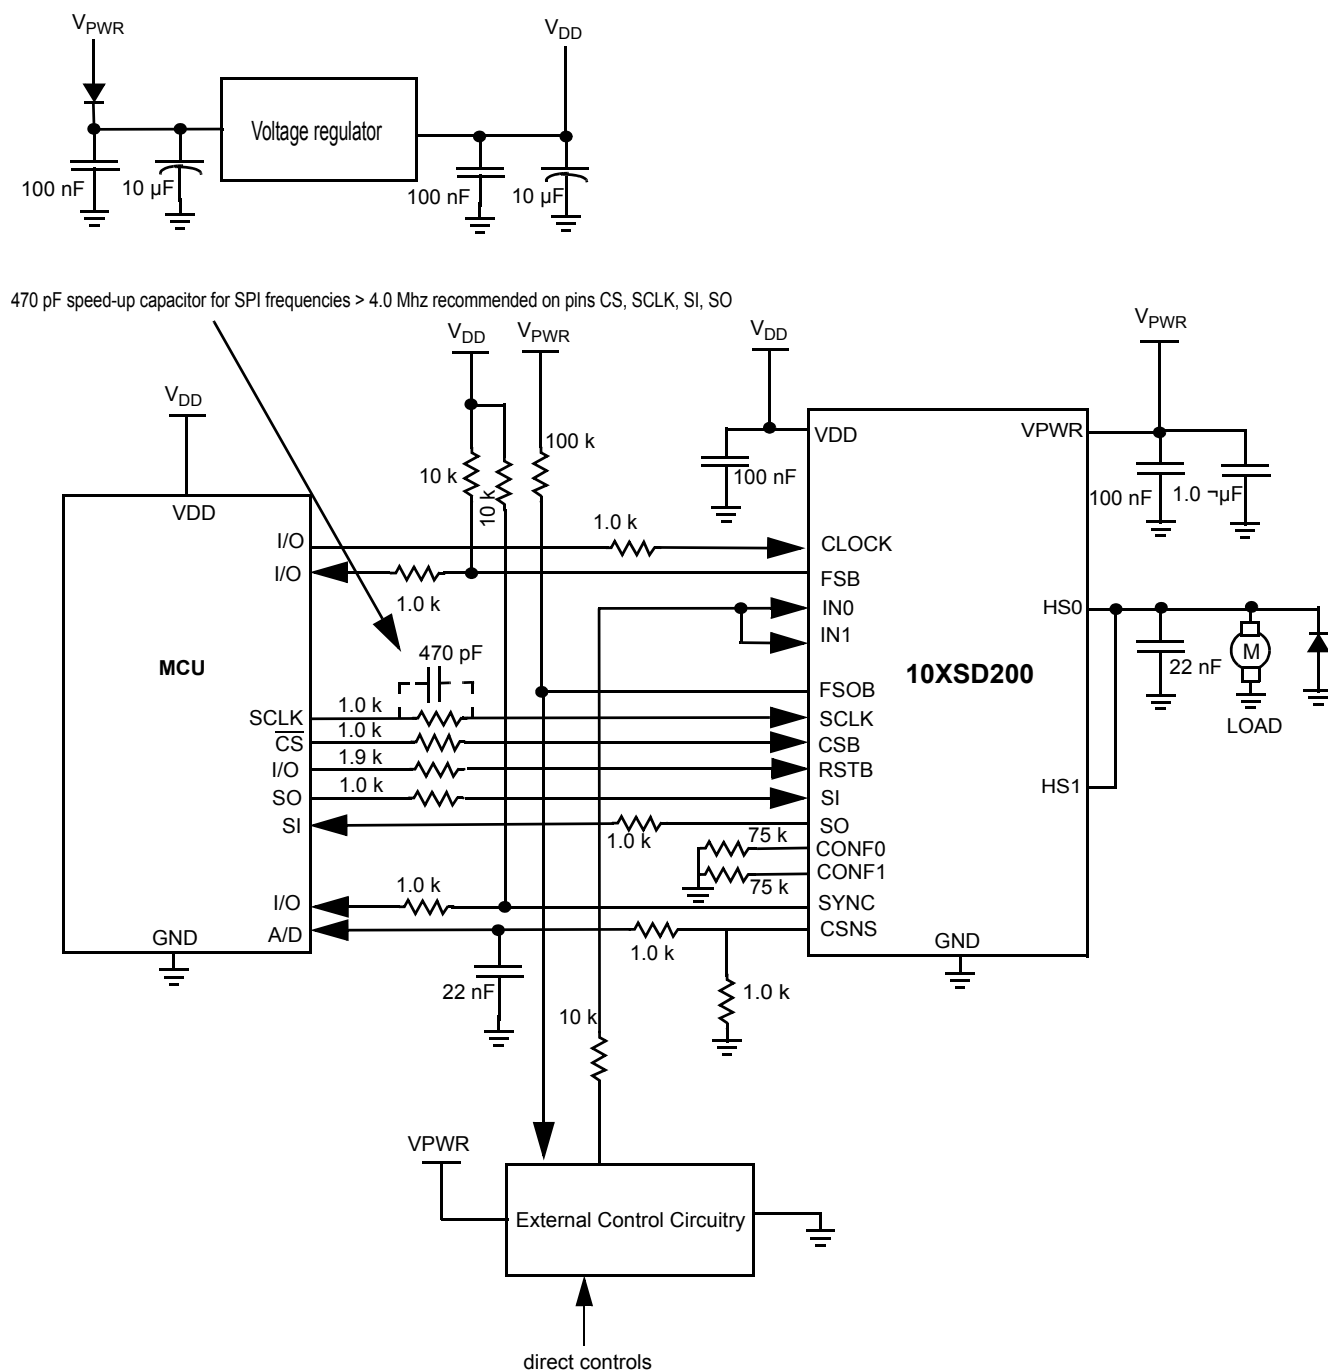 VPWR
VDD
Voltage regulator
100 nF
10 µF
100 nF
10 µF
470 pF speed-up capacitor for SPI frequencies > 4.0 Mhz recommended on pins CS, SCLK, SI, SO
VDD
VPWR
VDD
VPWR
VDD
10 k
10 k
100 k
VDD
100 nF
VPWR
100 nF
1.0 ¬µF
VDD
I/O
1.0 k
CLOCK
I/O
1.0 k
FSB
IN0
IN1
HS0
MCU
470 pF
10XSD200
22 nF
M
LOAD
FSOB
SCLK
1.0 k
SCLK
CS
1.0 k
CSB
I/O
1.9 k
RSTB
SO
1.0 k
SI
HS1
SI
1.0 k
SO
75 k
CONF0
CONF1
75 k
I/O
1.0 k
SYNC
A/D
1.0 k
CSNS
GND
GND
22 nF
1.0 k
10 k
VPWR
External Control Circuitry
direct controls